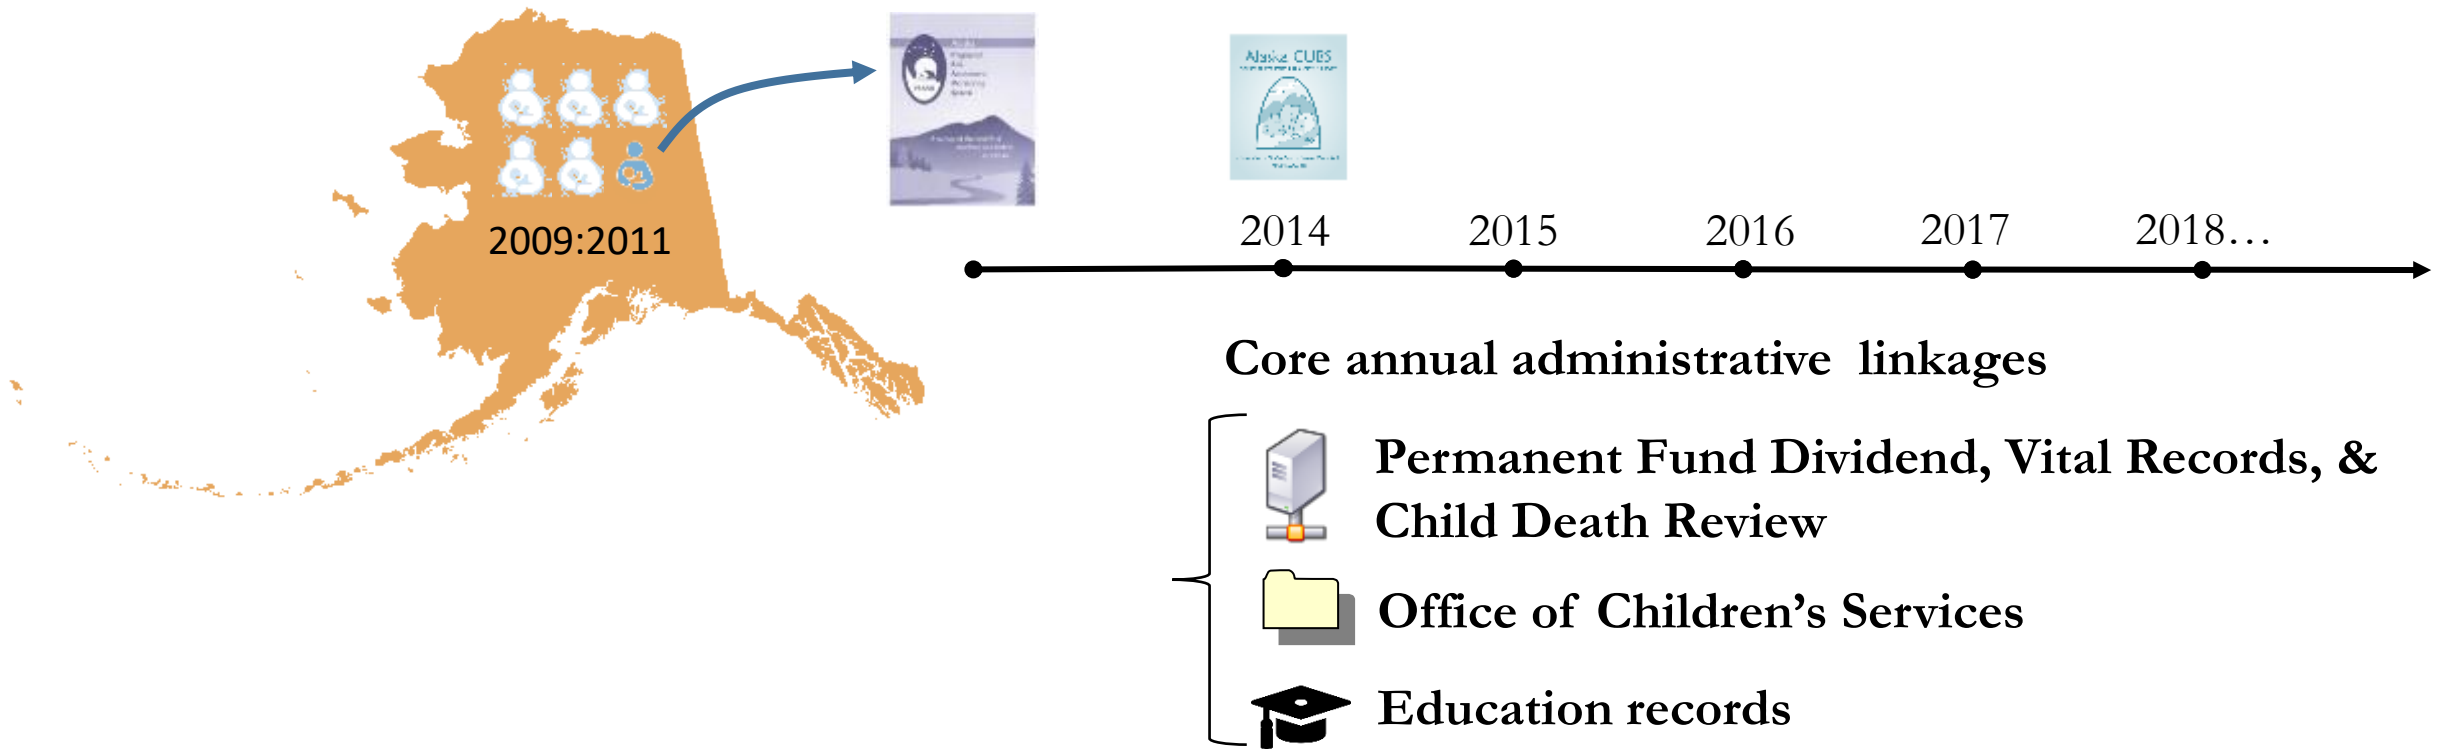 2009:2011
Alaska CUBS
2014 2015 2016 2017 2018…
Core annual administrative linkages
Permanent Fund Dividend, Vital Records, &
Child Death Review
Office of Children’s Services
Education records